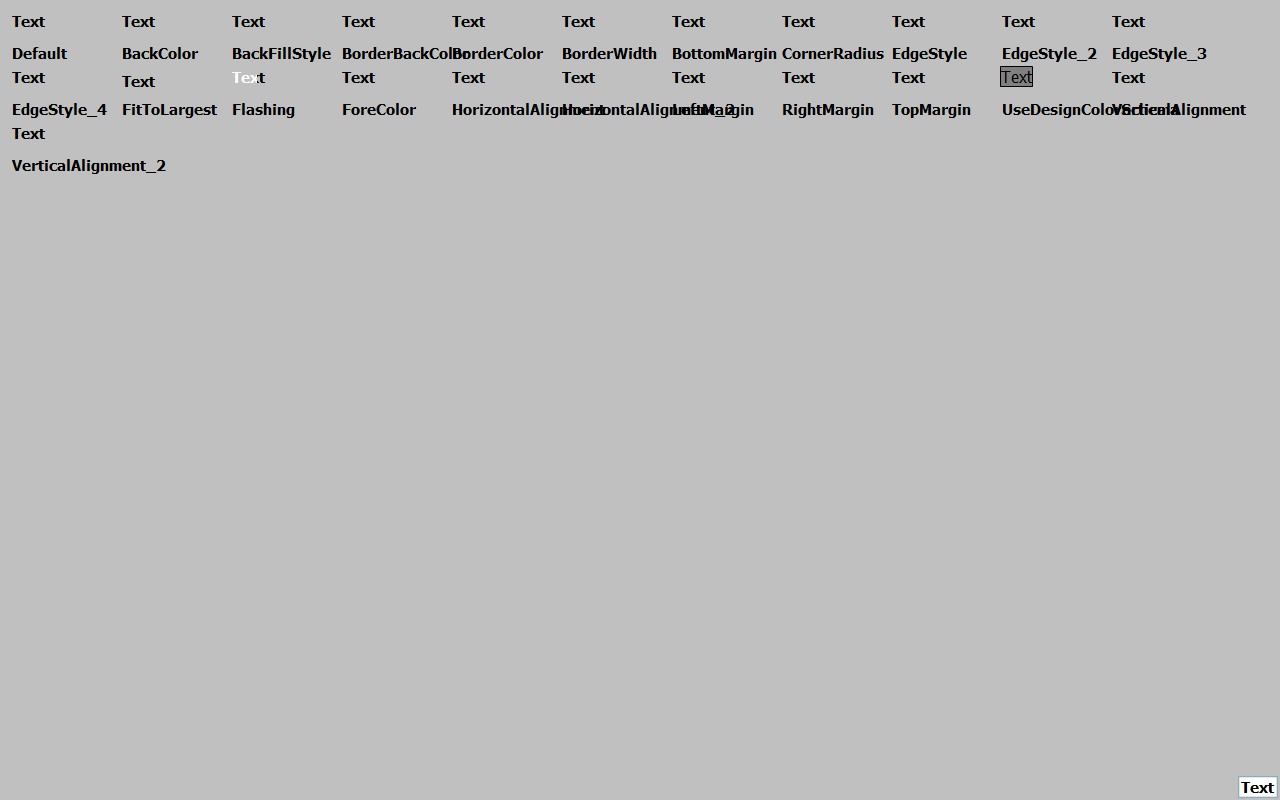 Text Text Text Text Text Text Text Text Text Text Text
Default BackColor BackFillStyle BorderBackColor BorderColor BorderWidth BottomMargin CornerRadius EdgeStyle EdgeStyle_2 EdgeStyle_3
Text Text Text Text Text Text Text Text Text Text Text
EdgeStyle_4 FitToLargest Flashing ForeColor HorizontalAlignment HorizontalAlignment_2 LeftMargin RightMargin TopMargin UseDesignColorSchema VerticalAlignment
Text
VerticalAlignment_2
Text